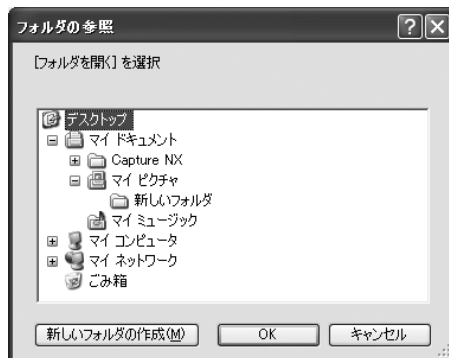 フォルダの参照
[フォルダを開く] を選択
デスクトップ
マイ ドキュメント
Capture NX
マイ ピクチャ
新しいフォルダ
マイ ミュージック
マイ コンピュータ
マイ ネットワーク
ごみ箱
新しいフォルダの作成(M)
OK
キャンセル